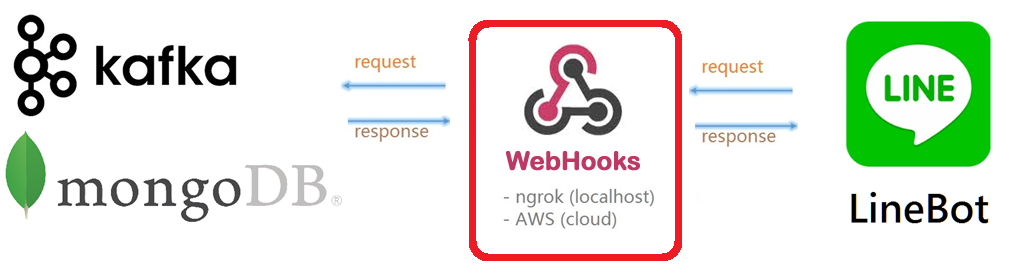 kafka
mongoDB®
request
response
WebHooks
- ngrok (localhost)
- AWS (cloud)
request
response
LINE
LineBot